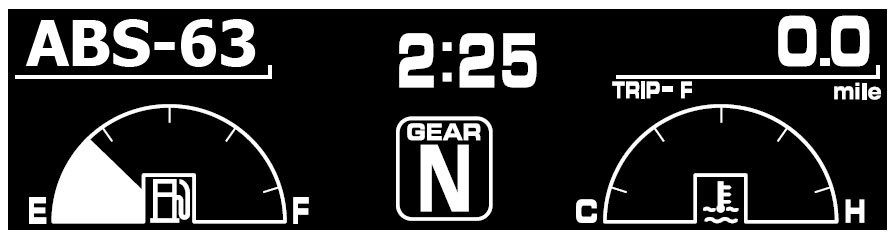 ABS-63
2:25
0.0
TRIP-F
mile
GEAR
N
E
F
C
H